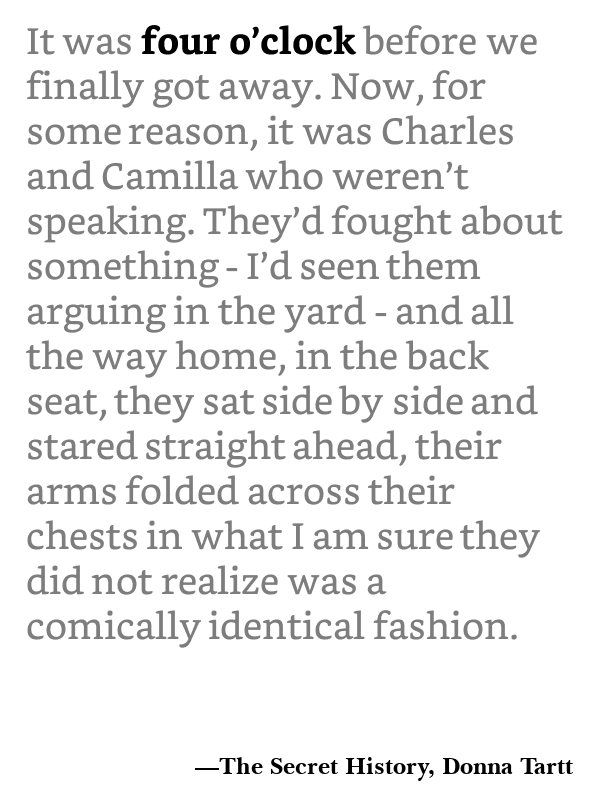 It was four o’clock before we
finally got away. Now, for
some reason, it was Charles
and Camilla who weren’t
speaking. They’d fought about
something - I’d seen them
arguing in the yard - and all
the way home, in the back
seat, they sat side by side and
stared straight ahead, their
arms folded across their
chests in what I am sure they
did not realize was a
comically identical fashion.
—The Secret History, Donna Tartt